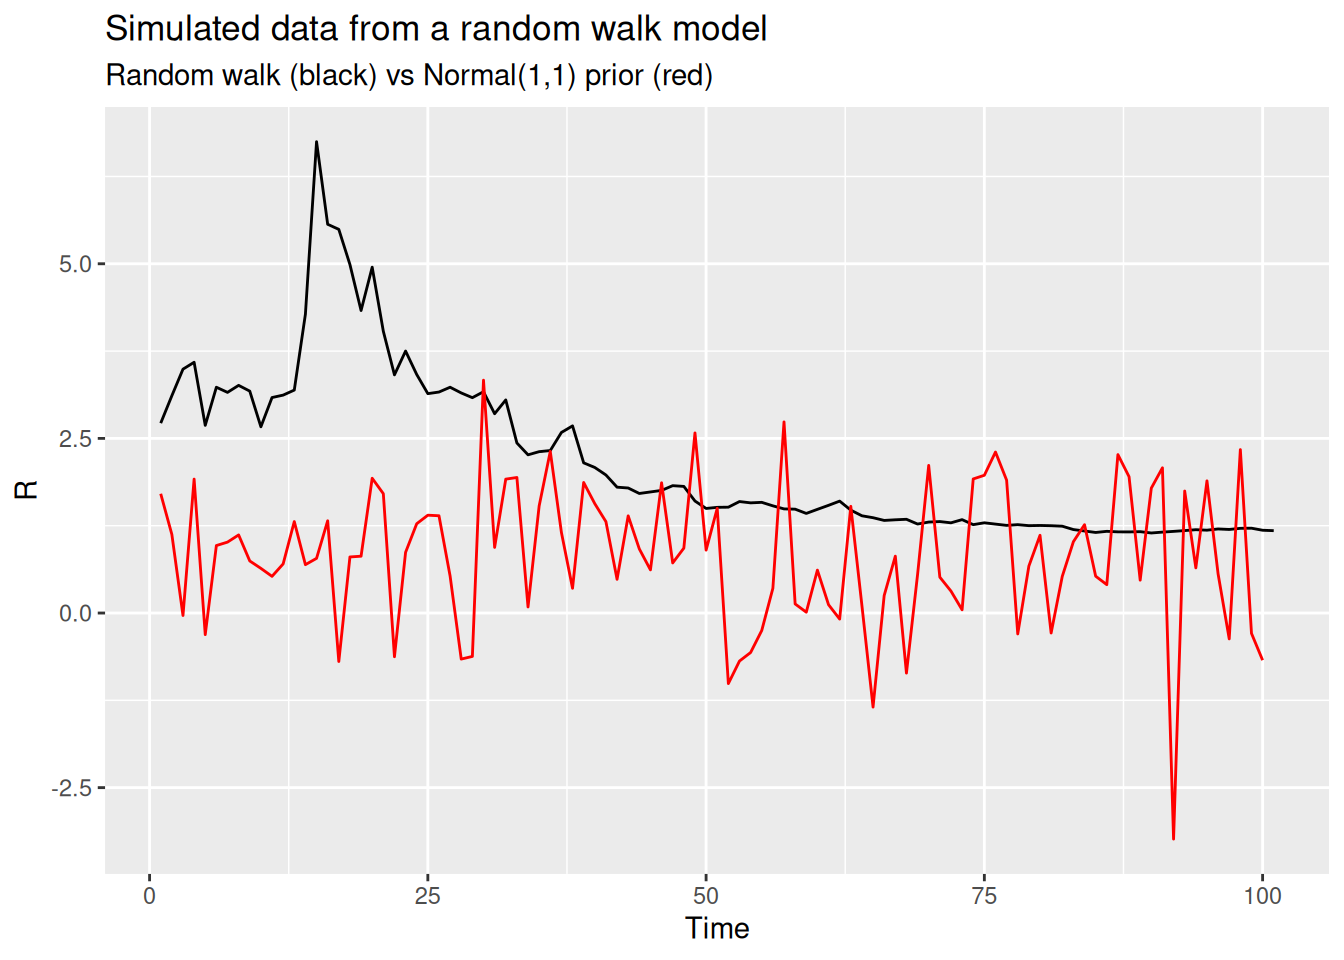 Simulated data from a random walk model
Random walk (black) vs Normal(1,1) prior (red)
R
5.0
2.5
0.0
-2.5
0
25
50
75
100
Time